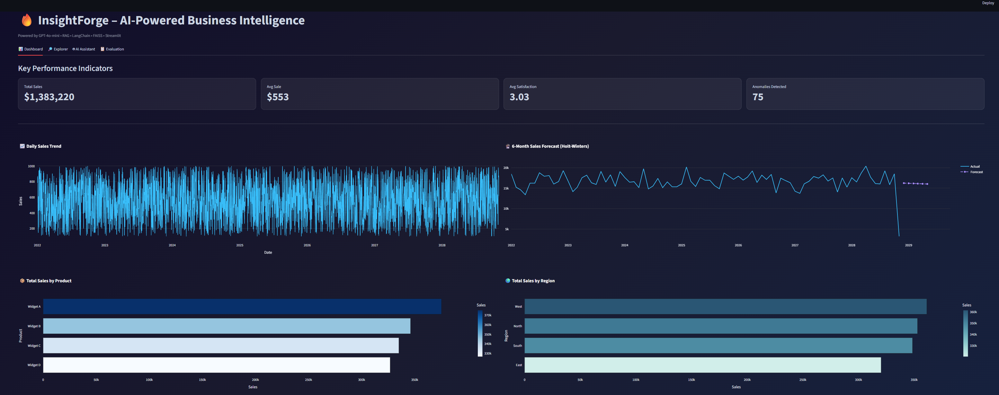 Deploy
InsightForge – AI-Powered Business Intelligence
Powered by GPT-4o-mini • RAG • LangChain • FAISS • Streamlit
Dashboard Explorer AI Assistant Evaluation
Key Performance Indicators
Total Sales
$1,383,220
Avg Sale
$553
Avg Satisfaction
3.03
Anomalies Detected
75
Daily Sales Trend
1000
800
600
400
200
Sales
2022 2023 2024 2025 2026 2027 2028
Date
6-Month Sales Forecast (Holt-Winters)
20k
15k
10k
5k
2022 2023 2024 2025 2026 2027 2028 2029
Actual
Forecast
Total Sales by Product
Product
Widget A
Widget B
Widget C
Widget D
0 50k 100k 150k 200k 250k 300k 350k
Sales
Sales
370k
360k
350k
340k
330k
Total Sales by Region
Region
West
North
South
East
0 50k 100k 150k 200k 250k 300k 350k
Sales
Sales
360k
350k
340k
330k